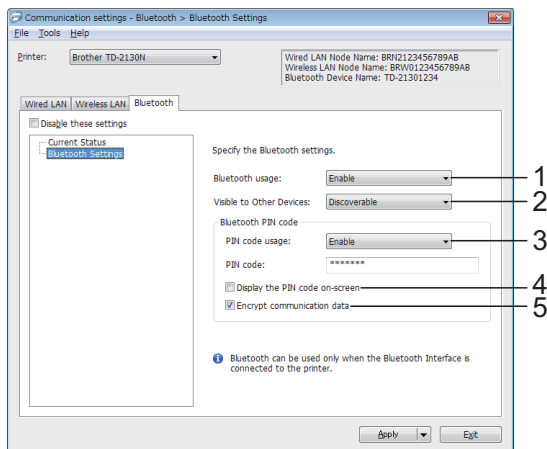 Communication settings - Bluetooth > Bluetooth Settings
File Tools Help
Printer: Brother TD-2130N
Wired LAN Node Name: BRN2123456789AB
Wireless LAN Node Name: BRW0123456789AB
Bluetooth Device Name: TD-21301234
Wired LAN Wireless LAN Bluetooth
Disable these settings
Current Status
Bluetooth Settings
Specify the Bluetooth settings.
Bluetooth usage: Enable 1
Visible to Other Devices: Discoverable 2
Bluetooth PIN code
PIN code usage: Enable 3
PIN code: *******
Display the PIN code on-screen 4
Encrypt communication data 5
Bluetooth can be used only when the Bluetooth Interface is
connected to the printer.
Apply Exit